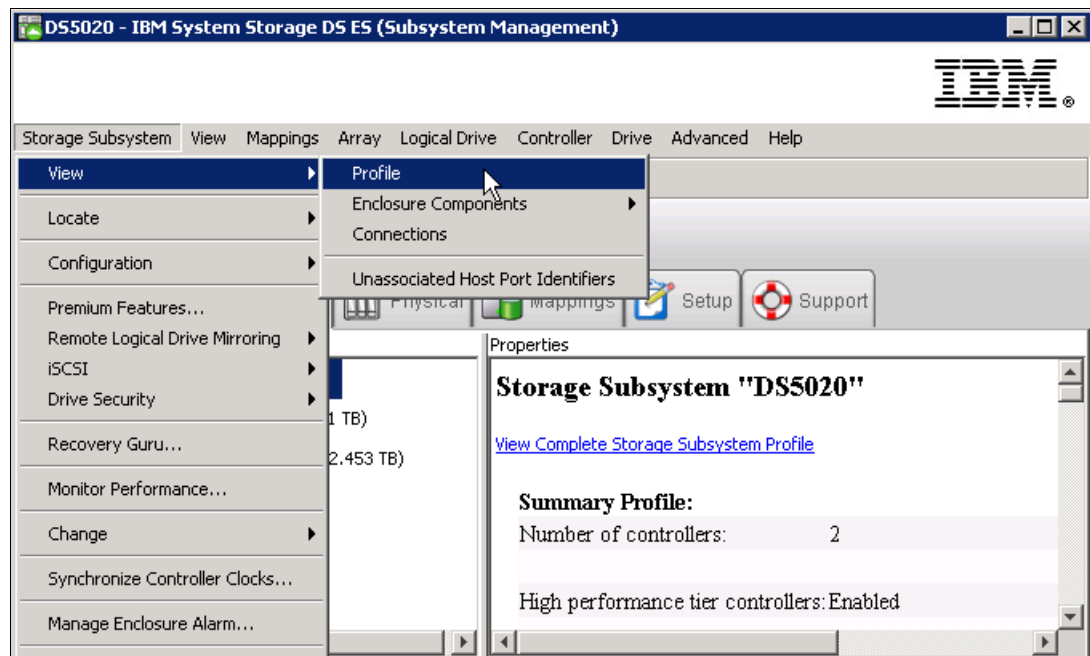 DS5020 - IBM System Storage DS ES (Subsystem Management)
IBM®
Storage Subsystem View Mappings Array Logical Drive Controller Drive Advanced Help
View
Profile
Enclosure Components
Connections
Unassociated Host Port Identifiers
Locate
Configuration
Premium Features...
Remote Logical Drive Mirroring
iSCSI
Drive Security
Recovery Guru...
Monitor Performance...
Change
Synchronize Controller Clocks...
Manage Enclosure Alarm...
Physical Mappings Setup Support
1 TB)
2.453 TB)
Properties
Storage Subsystem "DS5020"
View Complete Storage Subsystem Profile
Summary Profile:
Number of controllers: 2
High performance tier controllers: Enabled